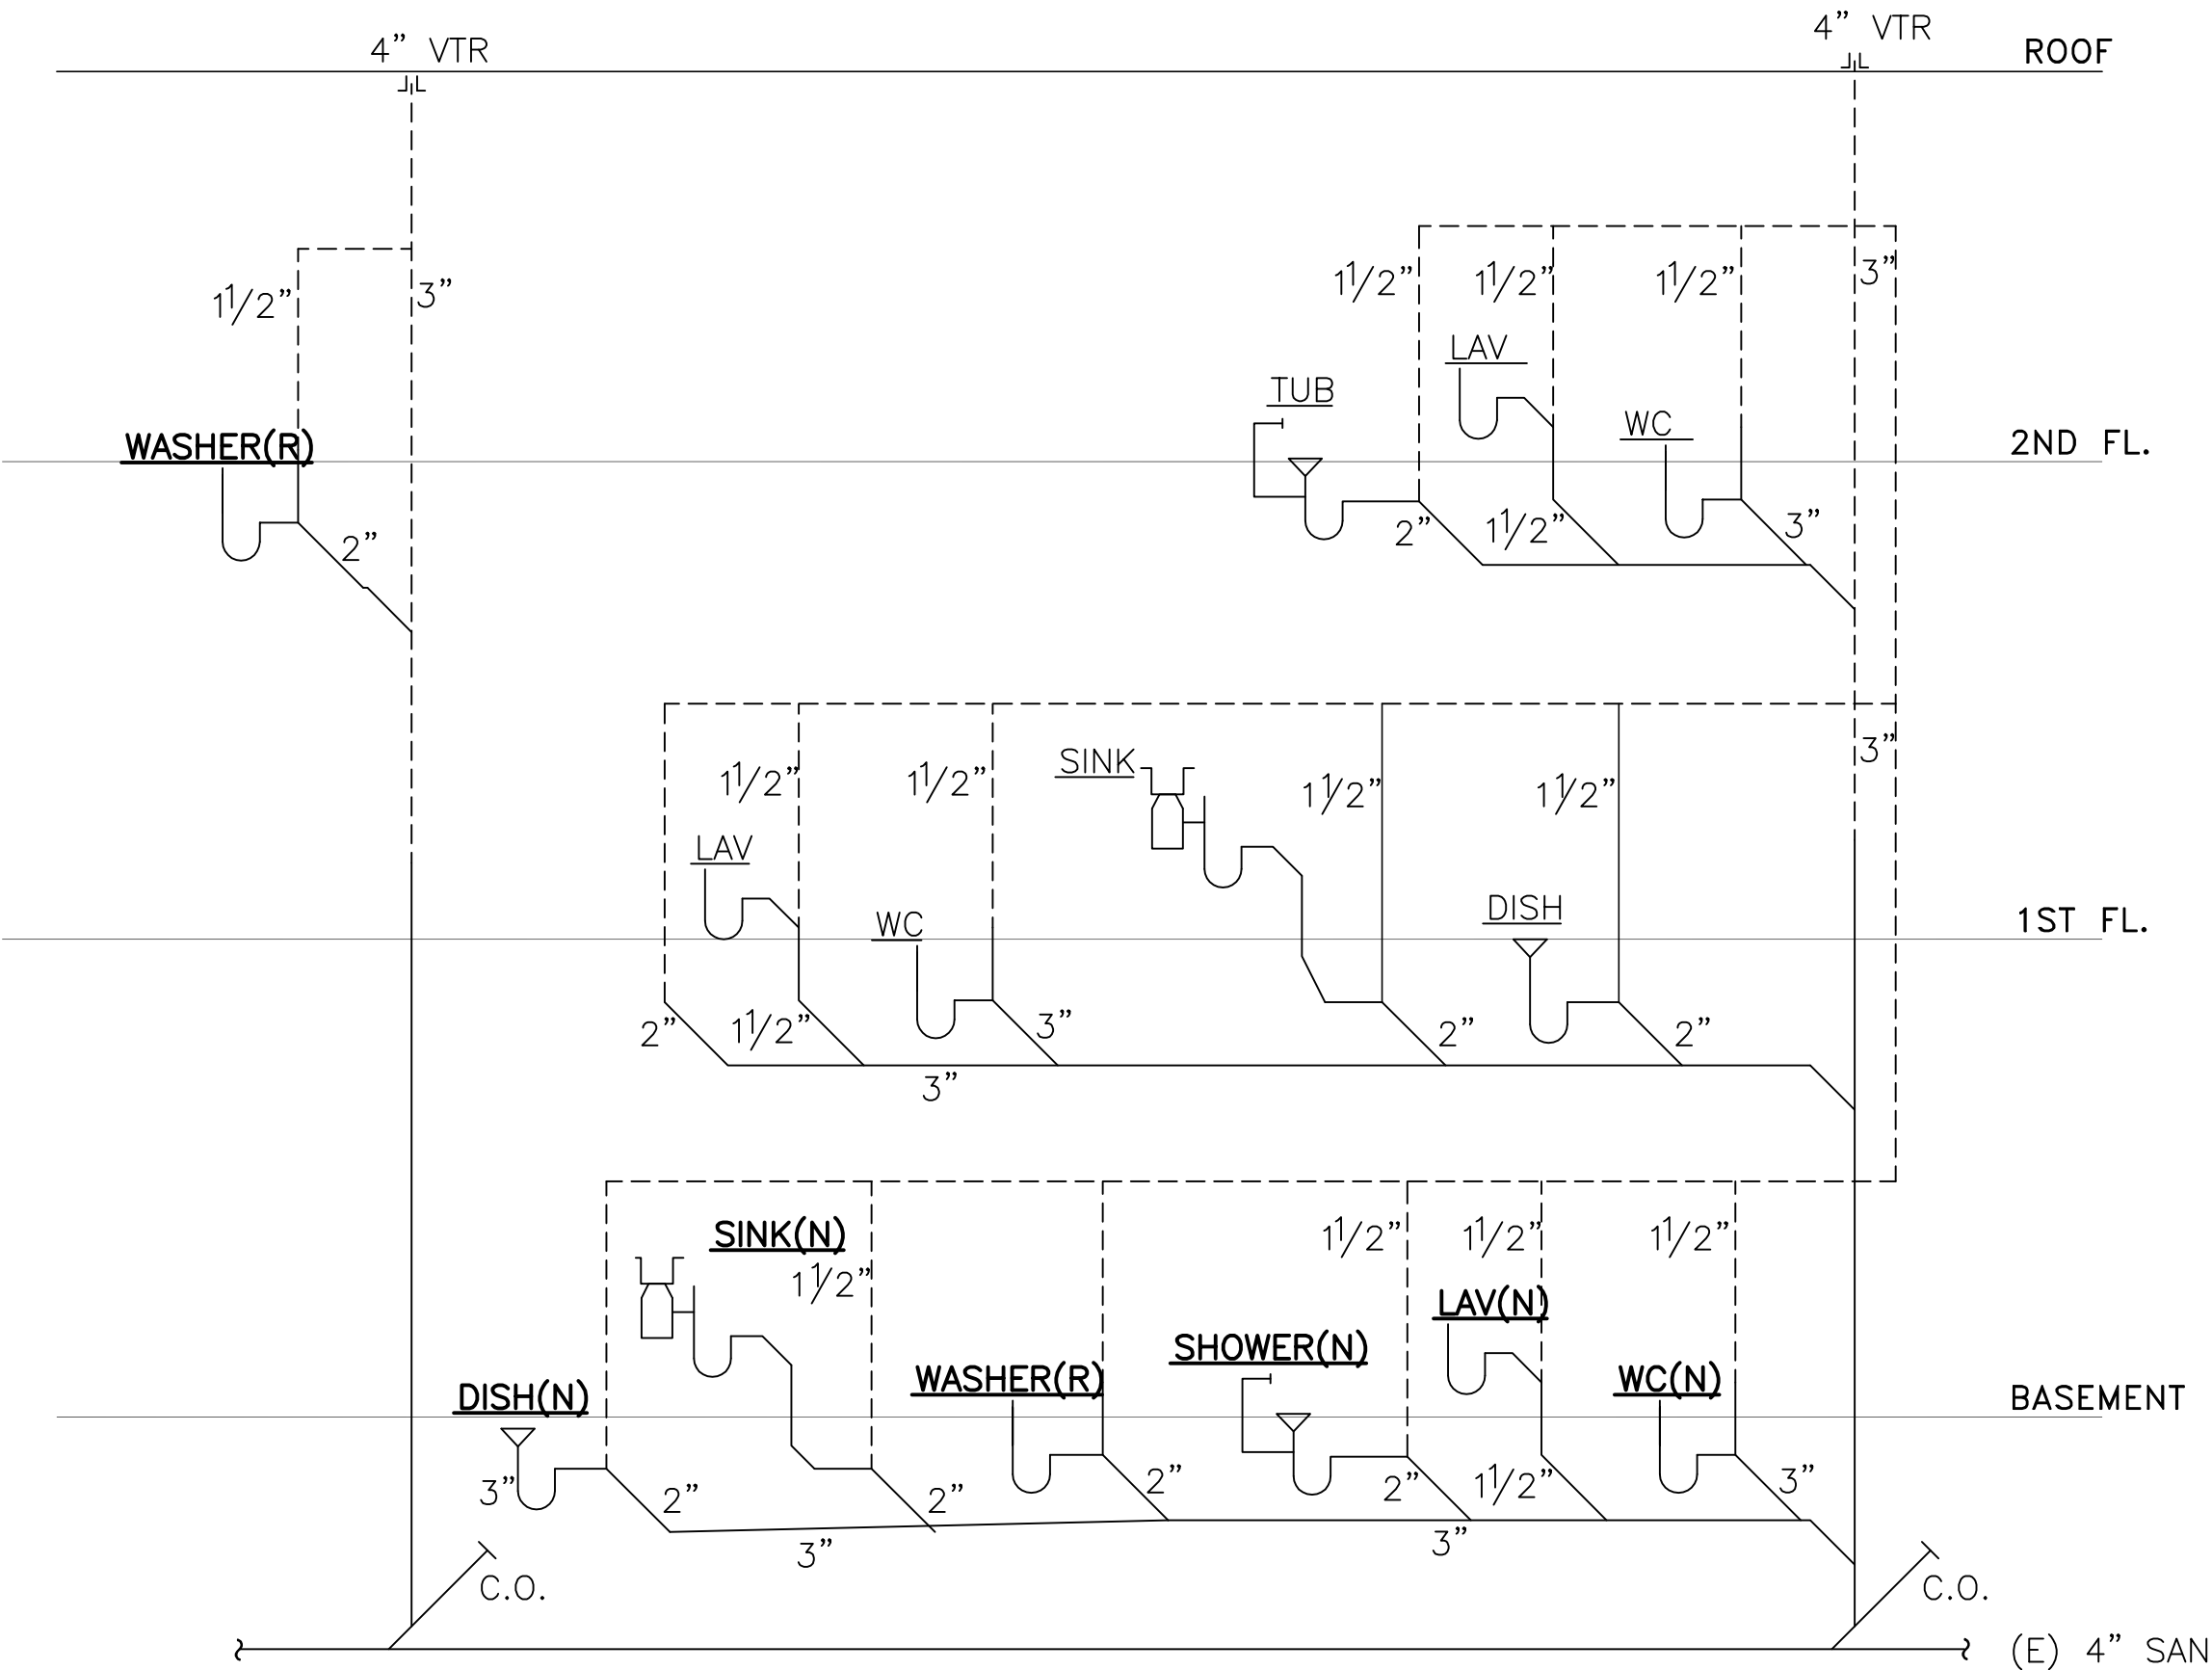 4” VTR
4” VTR
ROOF
1 1/2”
3”
1 1/2”
1 1/2”
1 1/2”
3”
LAV
TUB
WC
WASHER(R)
2ND FL.
2”
2”
1 1/2”
3”
3”
SINK
1 1/2”
1 1/2”
1 1/2”
1 1/2”
LAV
WC
DISH
1ST FL.
2”
1 1/2”
3”
2”
2”
3”
SINK(N)
1 1/2”
1 1/2”
1 1/2”
1 1/2”
LAV(N)
SHOWER(N)
DISH(N)
WASHER(R)
WC(N)
BASEMENT
3”
2”
2”
2”
2”
1 1/2”
3”
3”
3”
C.O.
C.O.
(E) 4” SAN